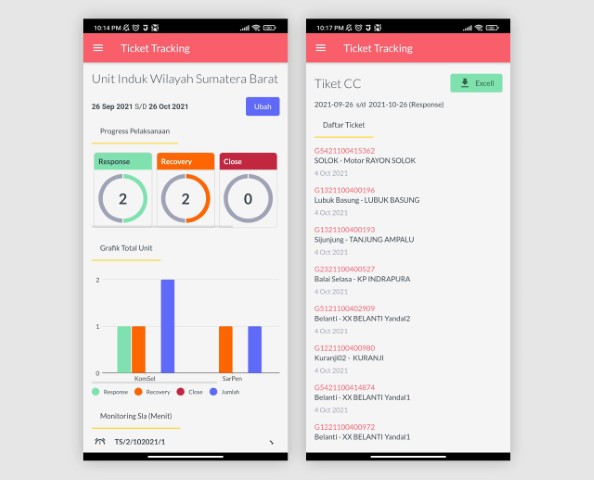 10:14 PM
Ticket Tracking
Unit Induk Wilayah Sumatera Barat
26 Sep 2021 S/D 26 Oct 2021
Ubah
Progress Pelaksanaan
Response
Recovery
Close
2
2
0
Grafik Total Unit
2
1
0
KomSel
SarPen
Response
Recovery
Close
Jumlah
Monitoring Sla (Menit)
TS/2/102021/1
10:17 PM
Ticket Tracking
Tiket CC
Excell
2021-09-26 s/d 2021-10-26 (Response)
Daftar Ticket
G5421100415362
SOLOK - Motor RAYON SOLOK
4 Oct 2021
G1321100400196
Lubuk Basung - LUBUK BASUNG
4 Oct 2021
G1321100400193
Sijunjung - TANJUNG AMPALU
4 Oct 2021
G2321100400527
Balai Selasa - KP INDRAPURA
4 Oct 2021
G5121100402909
Belanti - XX BELANTI Yandal2
4 Oct 2021
G1221100400980
Kuranji02 - KURANJI
4 Oct 2021
G5421100414874
Belanti - XX BELANTI Yandal1
4 Oct 2021
G1221100400972
Belanti - XX BELANTI Yandal1